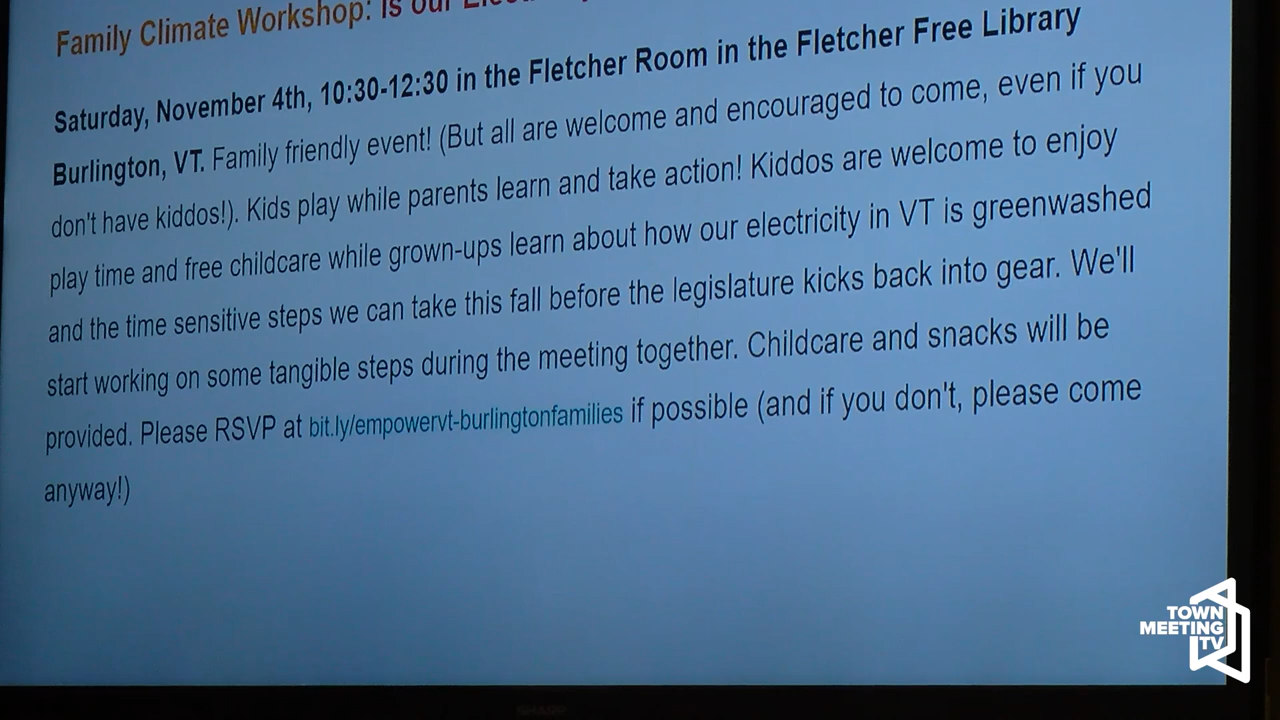 Family Climate Workshop: Is our
Saturday, November 4th, 10:30-12:30 in the Fletcher Room in the Fletcher Free Library
Burlington, VT. Family friendly event! (But all are welcome and encouraged to come, even if you
don't have kiddos!). Kids play while parents learn and take action! Kiddos are welcome to enjoy
play time and free childcare while grown-ups learn about how our electricity in VT is greenwashed
and the time sensitive steps we can take this fall before the legislature kicks back into gear. We'll
start working on some tangible steps during the meeting together. Childcare and snacks will be
provided. Please RSVP at bit.ly/empowervt-burlingtonfamilies if possible (and if you don't, please come
anyway!)
TOWN
MEETING
TV
SHARP